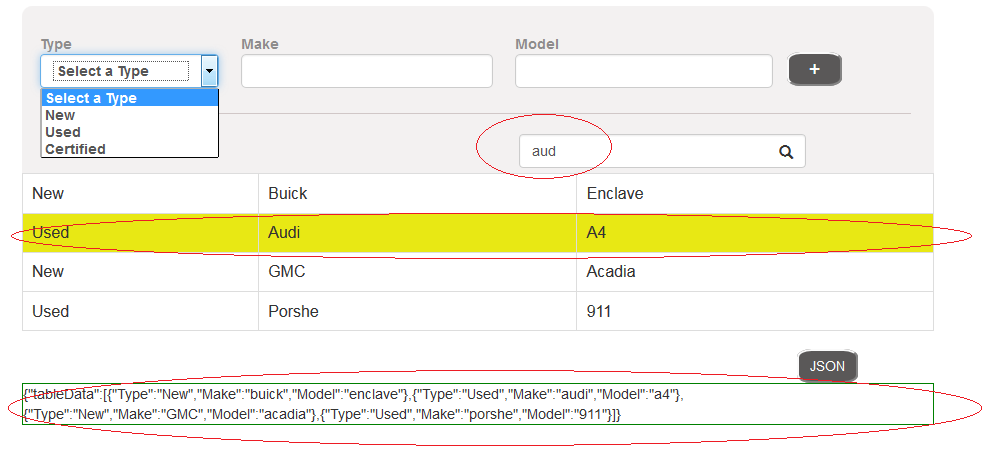 Type Make Model
Select a Type +
Select a Type
New
Used
Certified
aud
New Buick Enclave
Used Audi A4
New GMC Acadia
Used Porshe 911
JSON
{"tableData":[{"Type":"New","Make":"buick","Model":"enclave"},{"Type":"Used","Make":"audi","Model":"a4"},
{"Type":"New","Make":"GMC","Model":"acadia"},{"Type":"Used","Make":"porshe","Model":"911"}]}